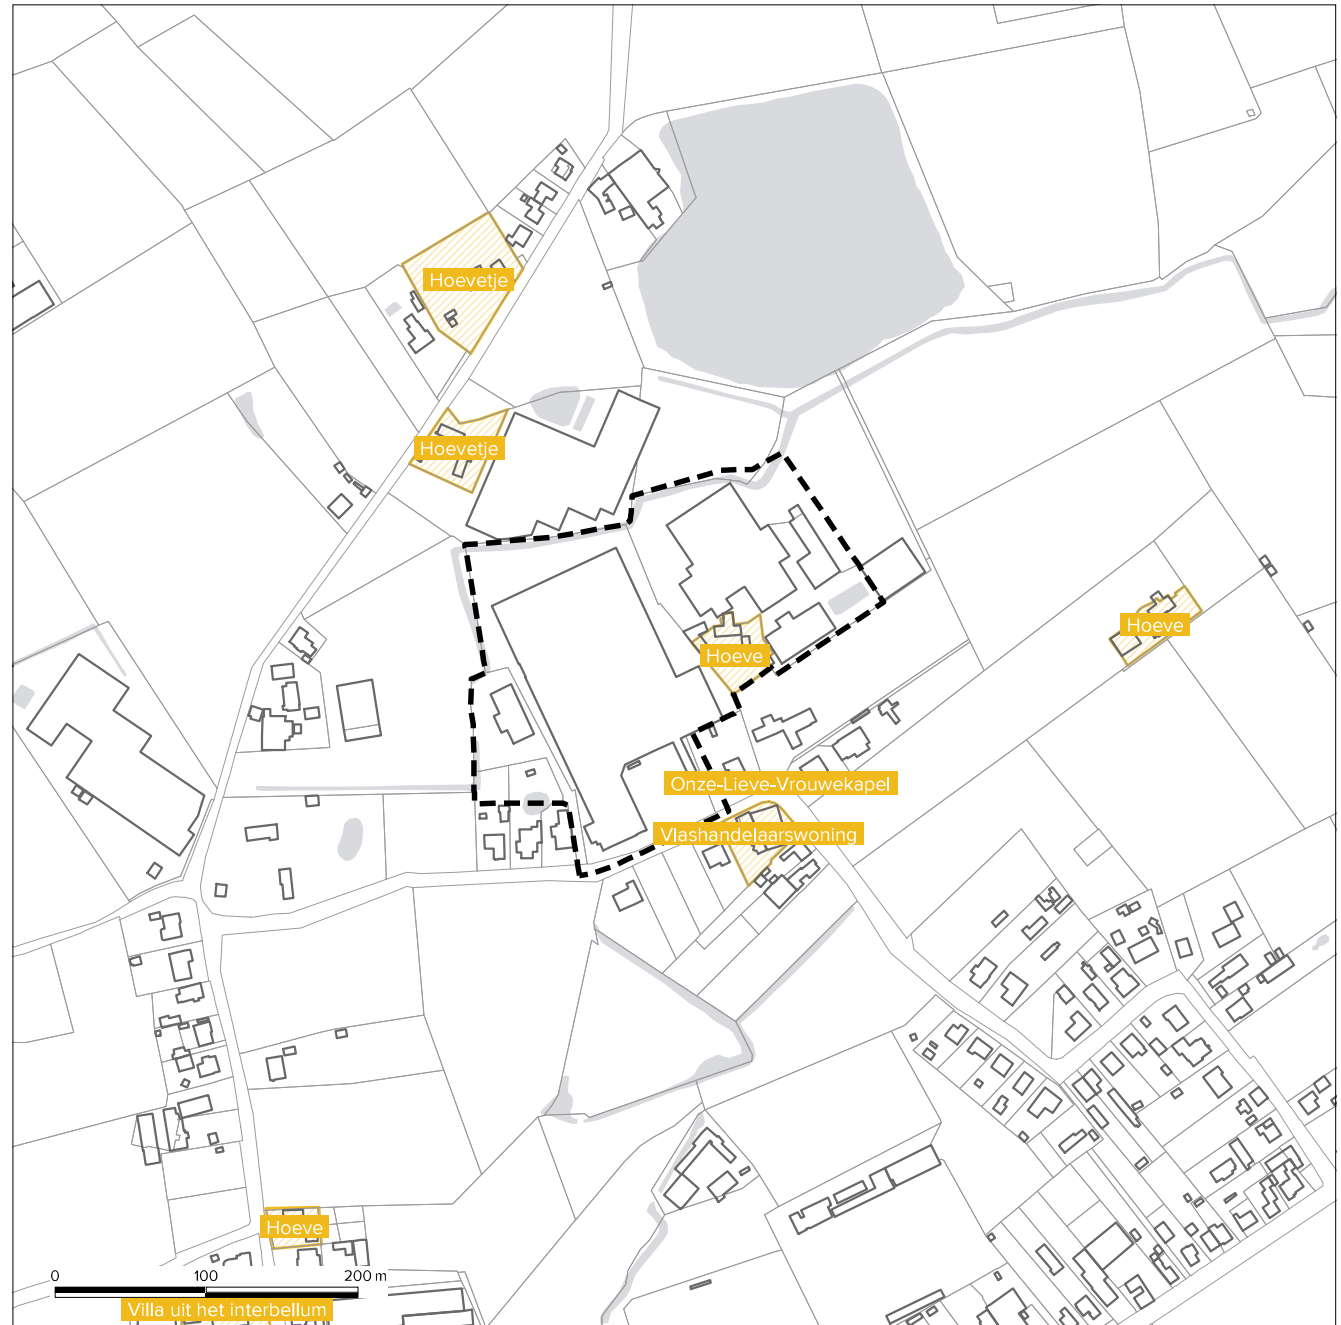 Hoevetje
Hoevetje
Hoeve
Hoeve
Onze-Lieve-Vrouwekapel
Vlashandelaarswoning
Hoeve
0 100 200 m
Villa uit het interbellum